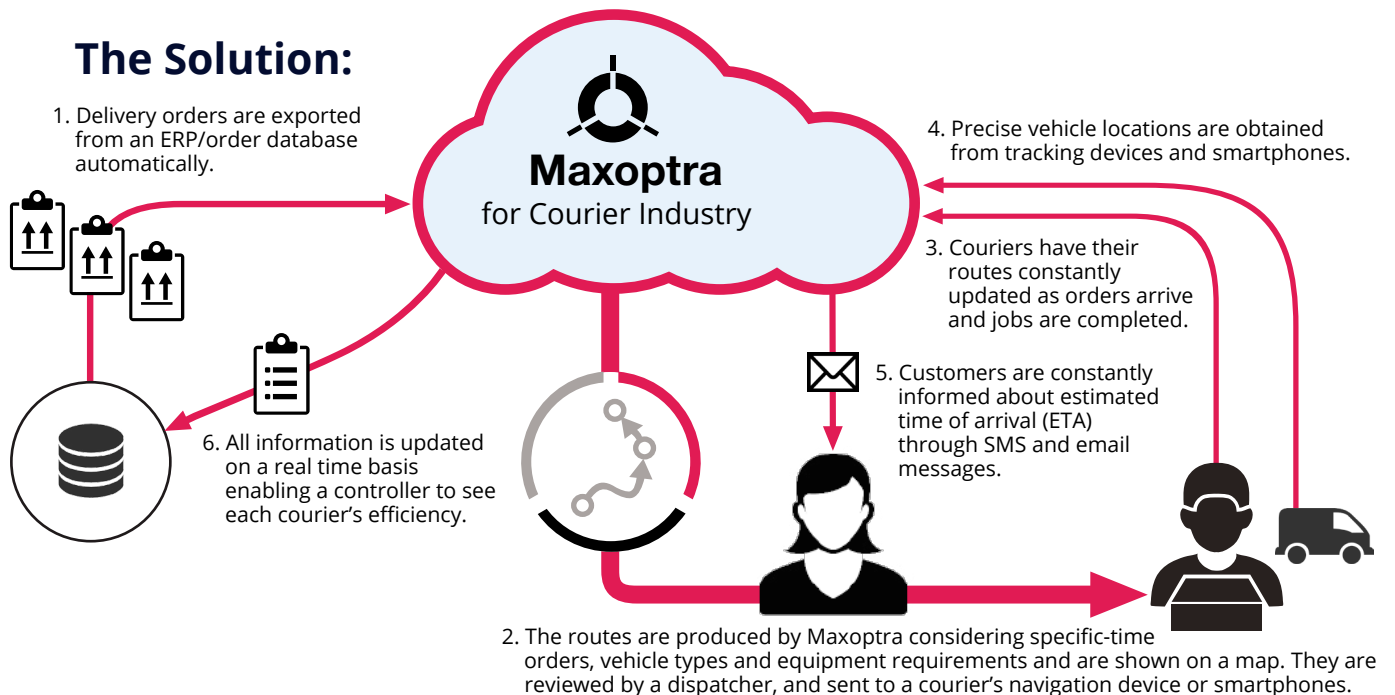 The Solution:
1. Delivery orders are exported
from an ERP/order database
automatically.
Maxoptra
for Courier Industry
4. Precise vehicle locations are obtained
from tracking devices and smartphones.
3. Couriers have their
routes constantly
updated as orders arrive
and jobs are completed.
5. Customers are constantly
informed about estimated
time of arrival (ETA)
through SMS and email
messages.
6. All information is updated
on a real time basis
enabling a controller to see
each courier’s efficiency.
2. The routes are produced by Maxoptra considering specific-time
orders, vehicle types and equipment requirements and are shown on a map. They are
reviewed by a dispatcher, and sent to a courier’s navigation device or smartphones.